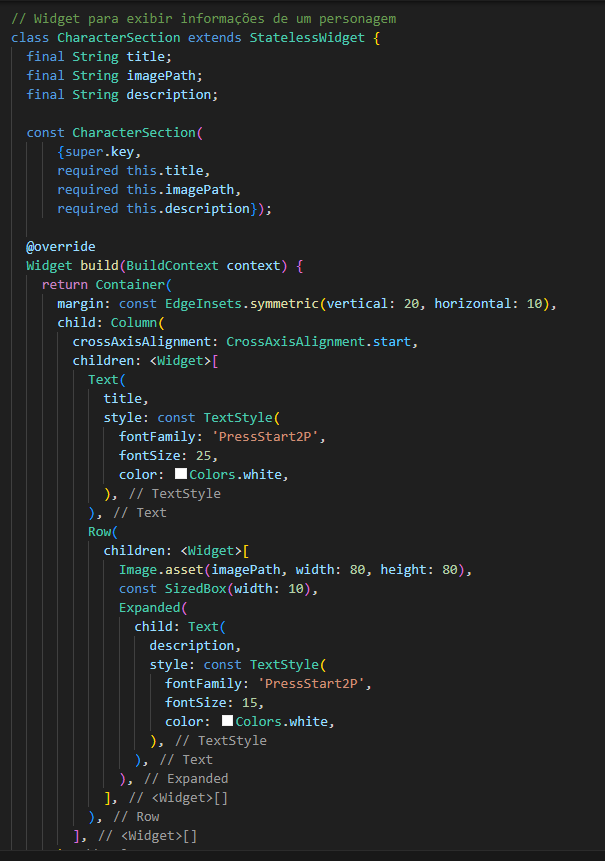 // Widget para exibir informações de um personagem
class CharacterSection extends StatelessWidget {
  final String title;
  final String imagePath;
  final String description;

  const CharacterSection(
      {super.key,
      required this.title,
      required this.imagePath,
      required this.description});

  @override
  Widget build(BuildContext context) {
    return Container(
      margin: const EdgeInsets.symmetric(vertical: 20, horizontal: 10),
      child: Column(
        crossAxisAlignment: CrossAxisAlignment.start,
        children: <Widget>[
          Text(
            title,
            style: const TextStyle(
              fontFamily: 'PressStart2P',
              fontSize: 25,
              color: Colors.white,
            ), // TextStyle
          ), // Text
          Row(
            children: <Widget>[
              Image.asset(imagePath, width: 80, height: 80),
              const SizedBox(width: 10),
              Expanded(
                child: Text(
                  description,
                  style: const TextStyle(
                    fontFamily: 'PressStart2P',
                    fontSize: 15,
                    color: Colors.white,
                  ), // TextStyle
                ), // Text
              ), // Expanded
            ], // <Widget>[]
          ), // Row
        ], // <Widget>[]